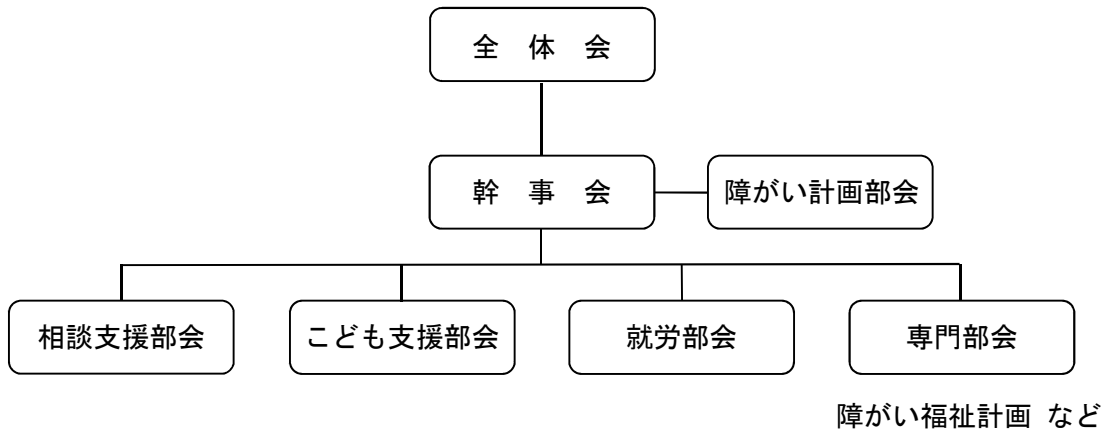 全　体　会
幹　事　会
障がい計画部会
相談支援部会
こども支援部会
就労部会
専門部会
障がい福祉計画 など